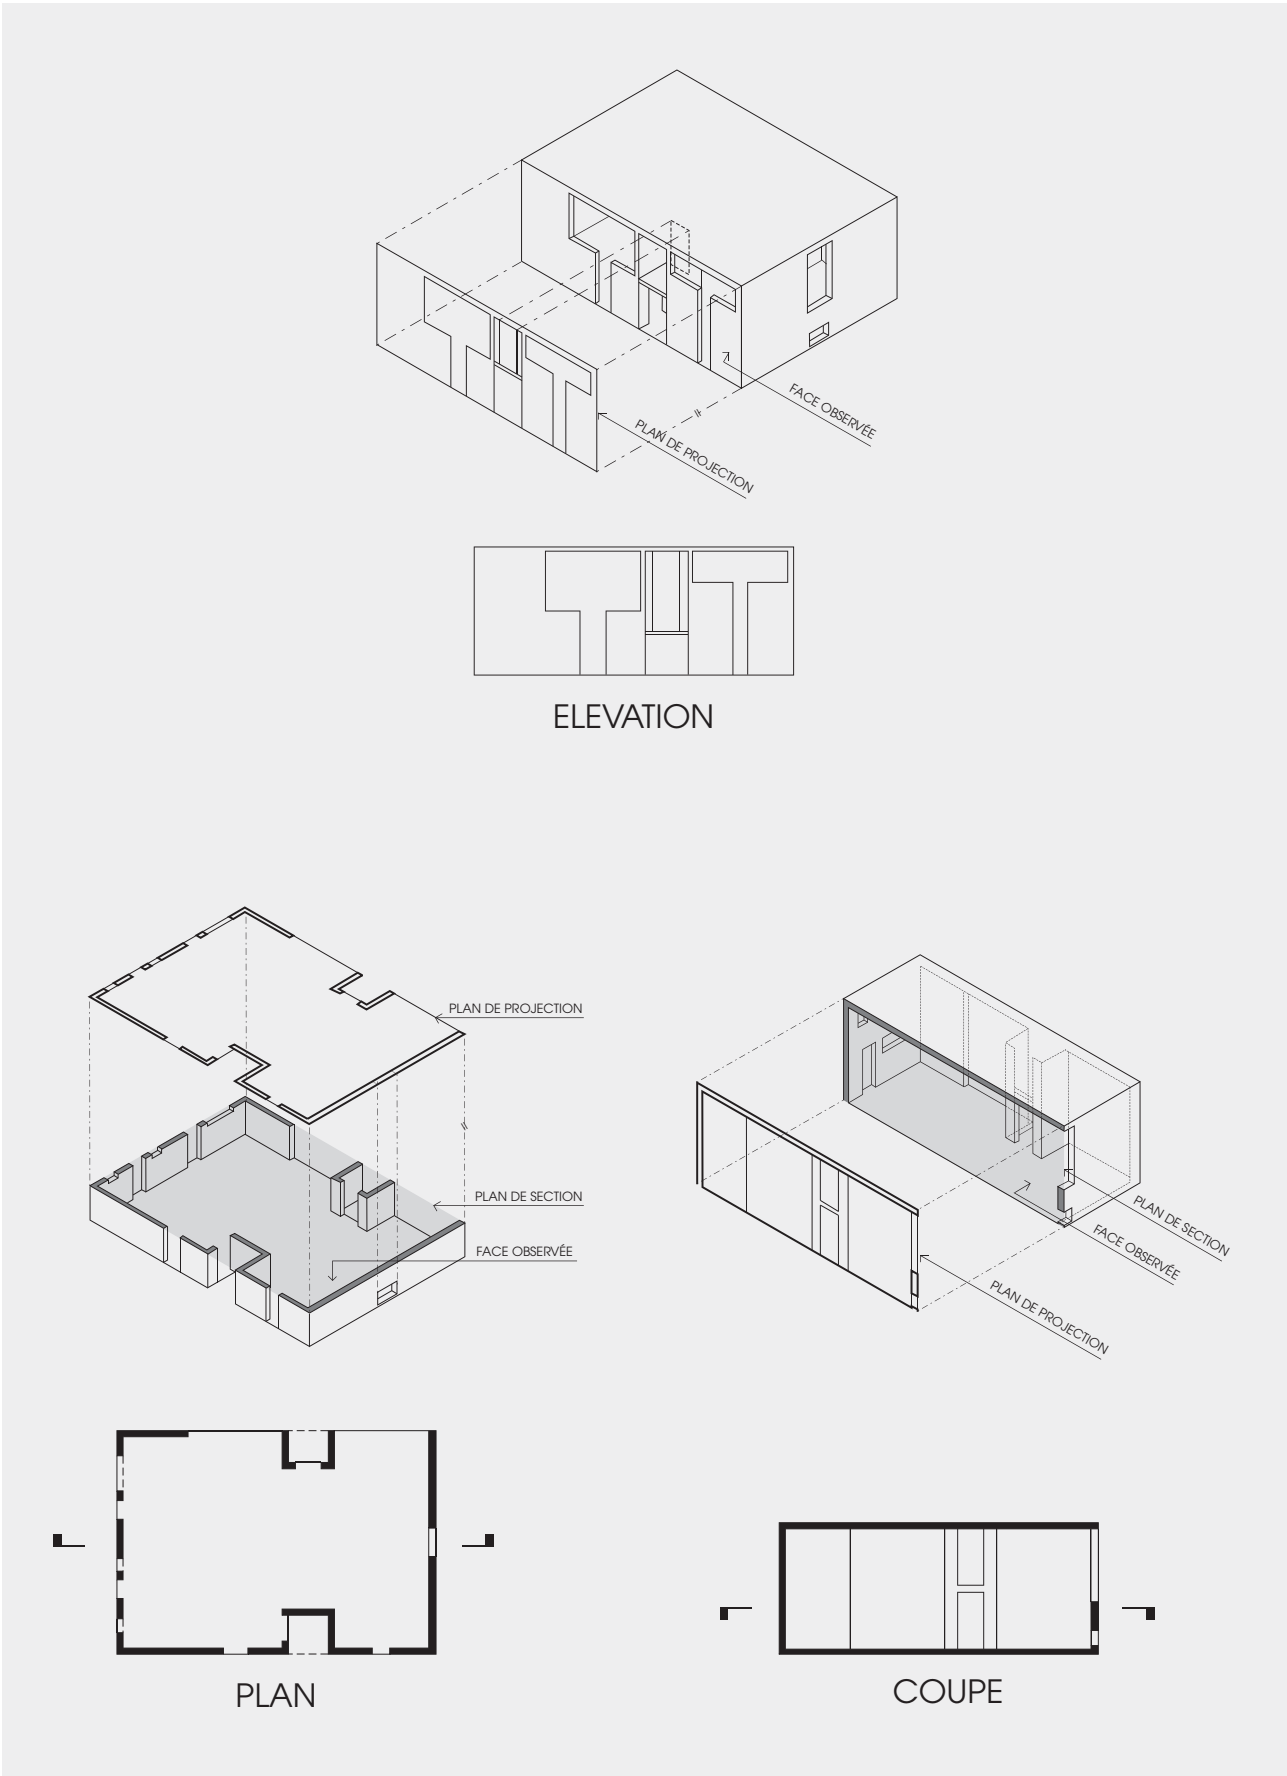 FACE OBSERVÉE
PLAN DE PROJECTION
ELEVATION
PLAN DE PROJECTION
PLAN DE SECTION
FACE OBSERVÉE
PLAN DE SECTION
FACE OBSERVÉE
PLAN DE PROJECTION
PLAN
COUPE